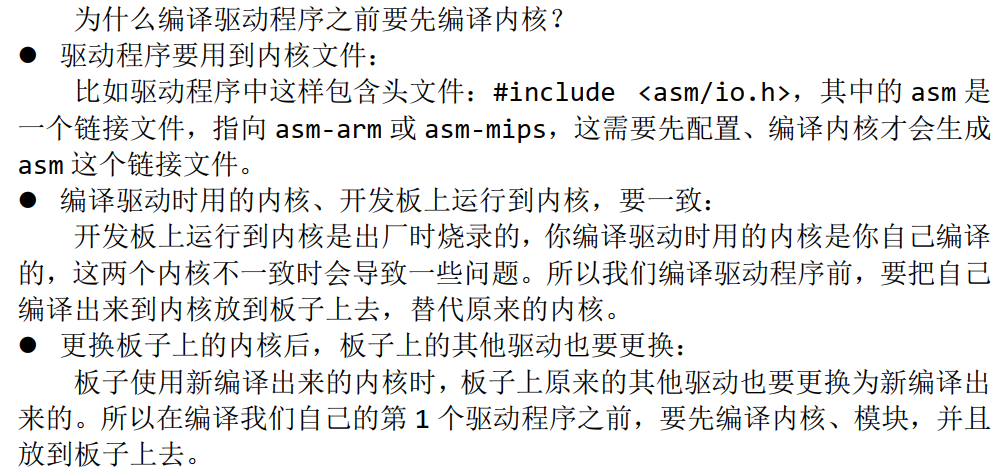 为什么编译驱动程序之前要先编译内核？
● 驱动程序要用到内核文件：
比如驱动程序中这样包含头文件：#include <asm/io.h>，其中的 asm 是
一个链接文件，指向 asm-arm 或 asm-mips，这需要先配置、编译内核才会生成
asm 这个链接文件。
● 编译驱动时用的内核、开发板上运行到内核，要一致：
开发板上运行到内核是出厂时烧录的，你编译驱动时用的内核是你自己编译
的，这两个内核不一致时会导致一些问题。所以我们编译驱动程序前，要把自己
编译出来到内核放到板子上去，替代原来的内核。
● 更换板子上的内核后，板子上的其他驱动也要更换：
板子使用新编译出来的内核时，板子上原来的其他驱动也要更换为新编译出
来的。所以在编译我们自己的第 1 个驱动程序之前，要先编译内核、模块，并且
放到板子上去。